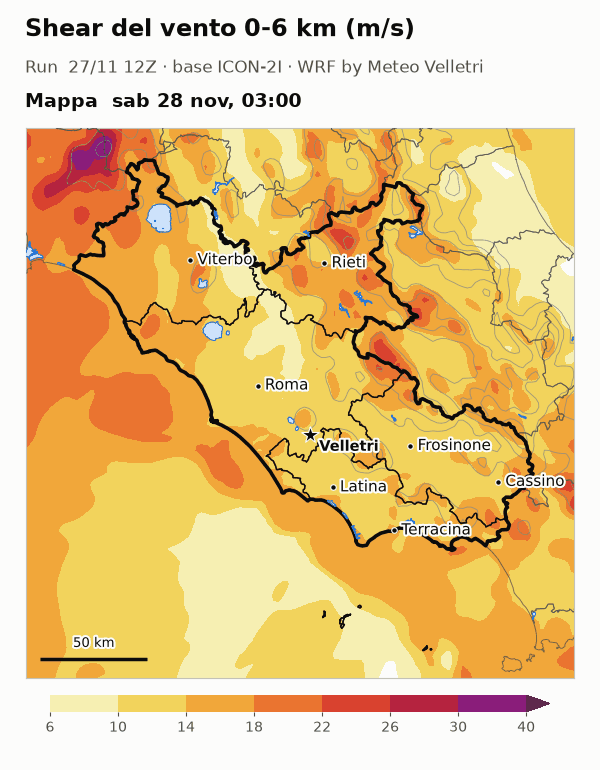 Shear del vento 0-6 km (m/s)
Run  27/11 12Z · base ICON-2I · WRF by Meteo Velletri
Mappa  sab 28 nov, 03:00
Viterbo
Rieti
Roma
Velletri
Frosinone
Cassino
Latina
Terracina
50 km
6 10 14 18 22 26 30 40